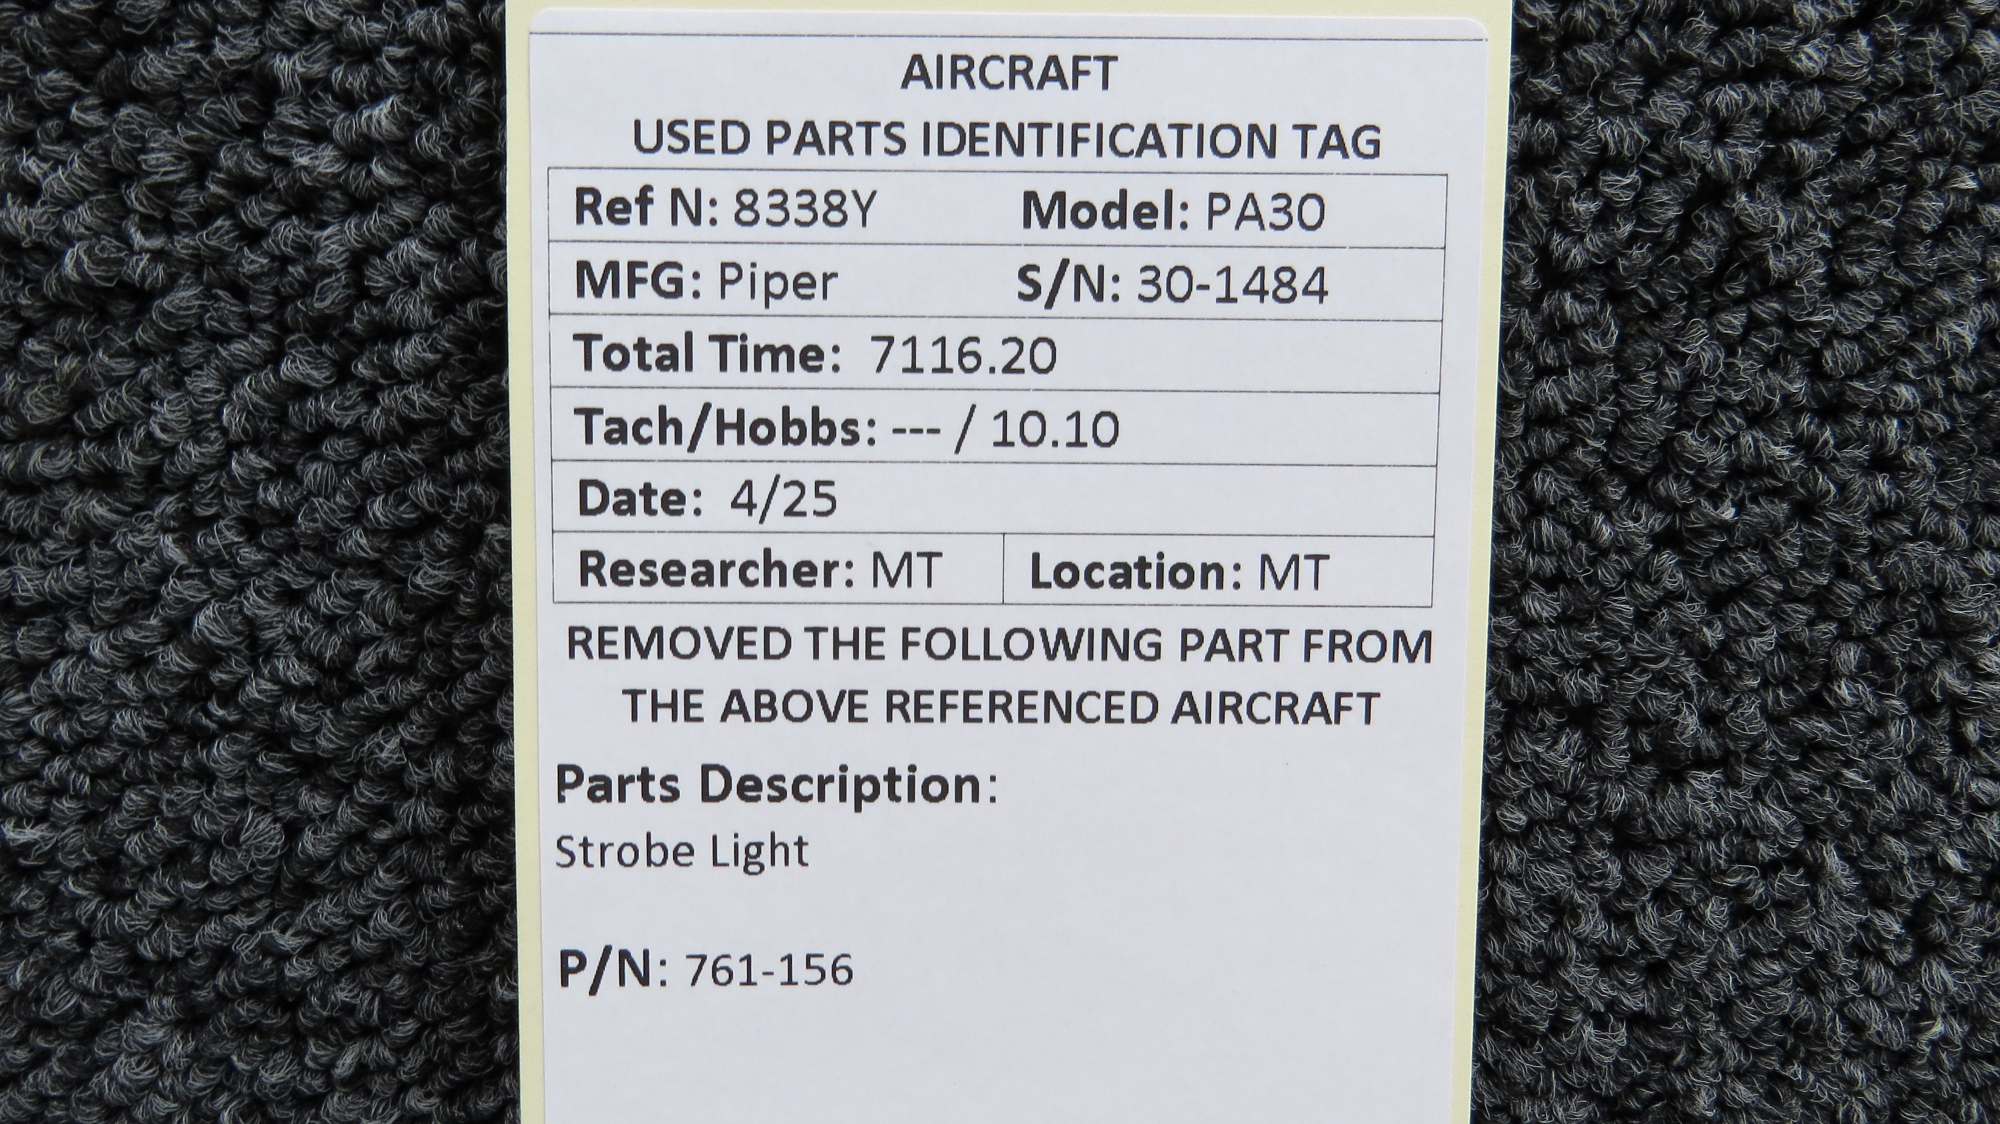 AIRCRAFT
USED PARTS IDENTIFICATION TAG
Ref N: 8338Y Model: PA30
MFG: Piper S/N: 30-1484
Total Time: 7116.20
Tach/Hobbs: --- / 10.10
Date: 4/25
Researcher: MT Location: MT
REMOVED THE FOLLOWING PART FROM
THE ABOVE REFERENCED AIRCRAFT
Parts Description:
Strobe Light
P/N: 761-156